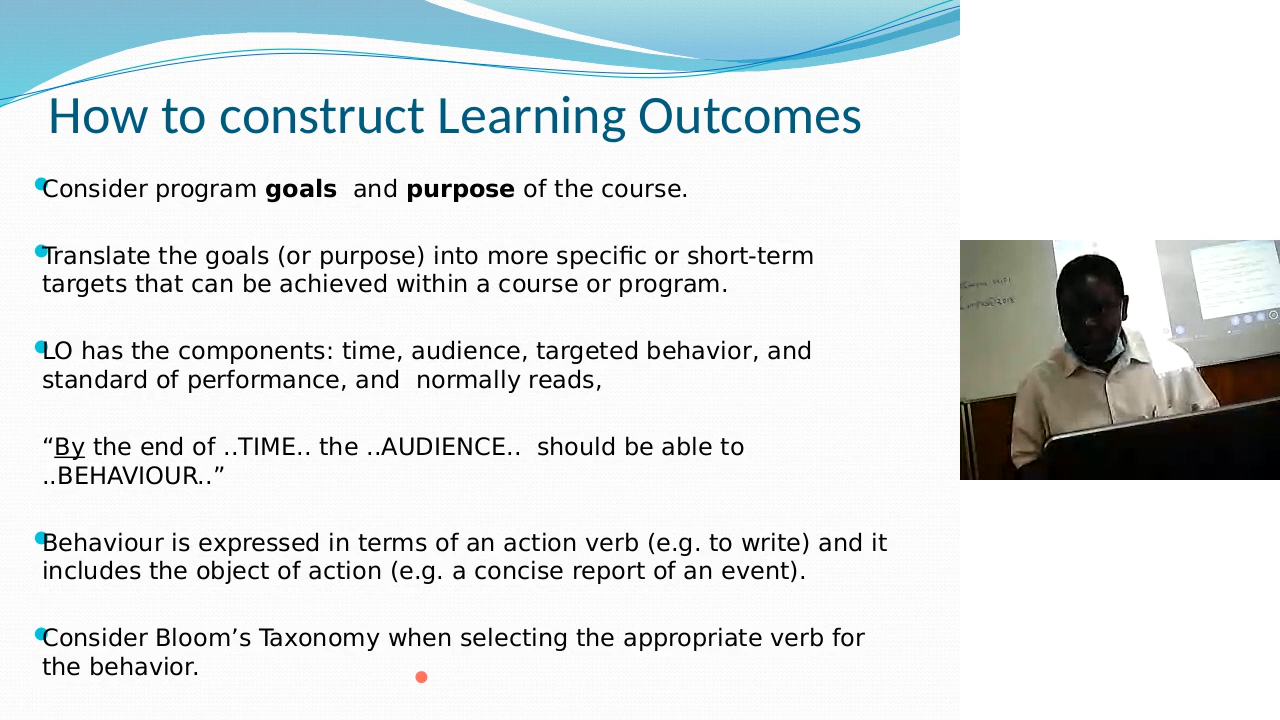 How to construct Learning Outcomes
Consider program goals and purpose of the course.
Translate the goals (or purpose) into more specific or short-term
targets that can be achieved within a course or program.
LO has the components: time, audience, targeted behavior, and
standard of performance, and normally reads,
“By the end of ..TIME.. the ..AUDIENCE.. should be able to
..BEHAVIOUR..”
Behaviour is expressed in terms of an action verb (e.g. to write) and it
includes the object of action (e.g. a concise report of an event).
Consider Bloom’s Taxonomy when selecting the appropriate verb for
the behavior.